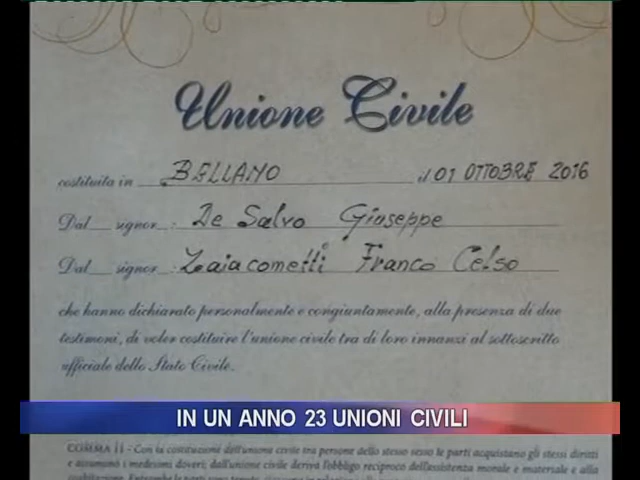 Unione Civile
costituita in BELLANO il 01 OTTOBRE 2016
Dal signor De Salvo Giuseppe
Dal signor Zaiacometti Franco Celso
che hanno dichiarato personalmente e congiuntamente, alla presenza di due
testimoni, di voler costituire l'unione civile tra di loro innanzi al sottoscritto
ufficiale dello Stato Civile.
IN UN ANNO 23 UNIONI CIVILI
COMMA 11 - Con la costituzione dell'unione civile tra persone dello stesso sesso le parti acquistano gli stessi diritti
e assumono i medesimi doveri; dall'unione civile deriva l'obbligo reciproco dell'assistenza morale e materiale e alla